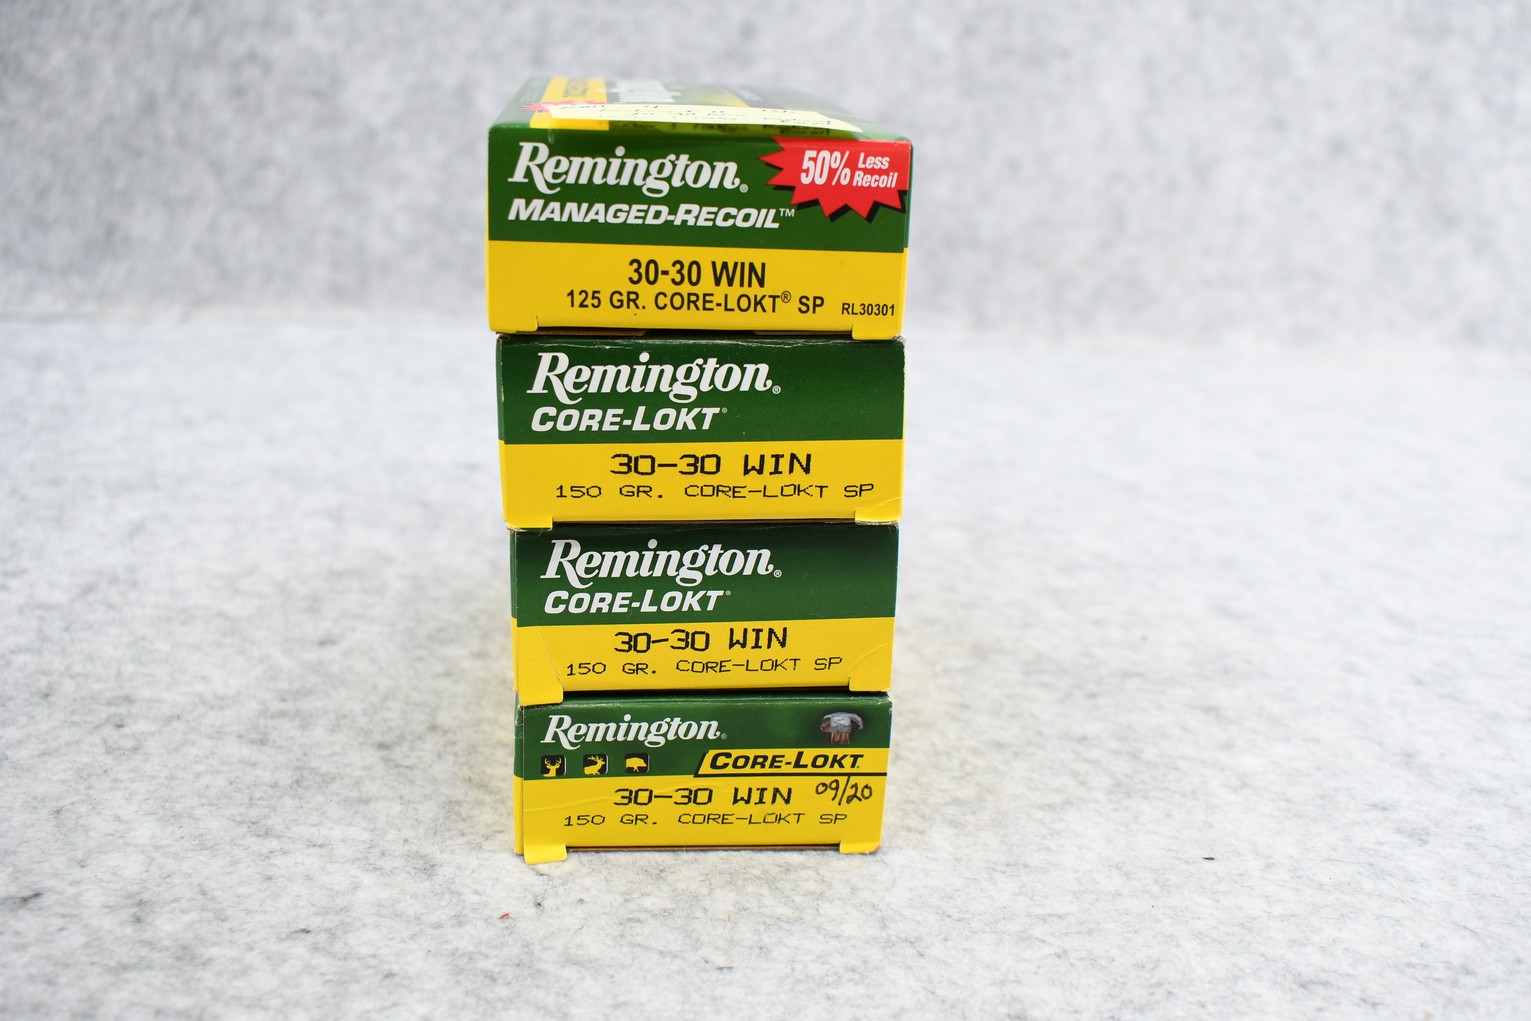 Remington®
MANAGED-RECOIL™
50% Less
Recoil
30-30 WIN
125 GR. CORE-LOKT® SP RL30301
Remington®
CORE-LOKT®
30-30 WIN
150 GR. CORE-LOKT SP
Remington®
CORE-LOKT®
30-30 WIN
150 GR. CORE-LOKT SP
Remington®
CORE-LOKT
30-30 WIN 09/20
150 GR. CORE-LOKT SP